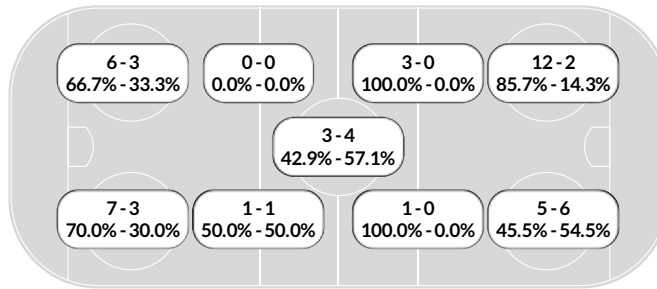 6 - 3
66.7% - 33.3%
0 - 0
0.0% - 0.0%
3 - 0
100.0% - 0.0%
12 - 2
85.7% - 14.3%
3 - 4
42.9% - 57.1%
7 - 3
70.0% - 30.0%
1 - 1
50.0% - 50.0%
1 - 0
100.0% - 0.0%
5 - 6
45.5% - 54.5%